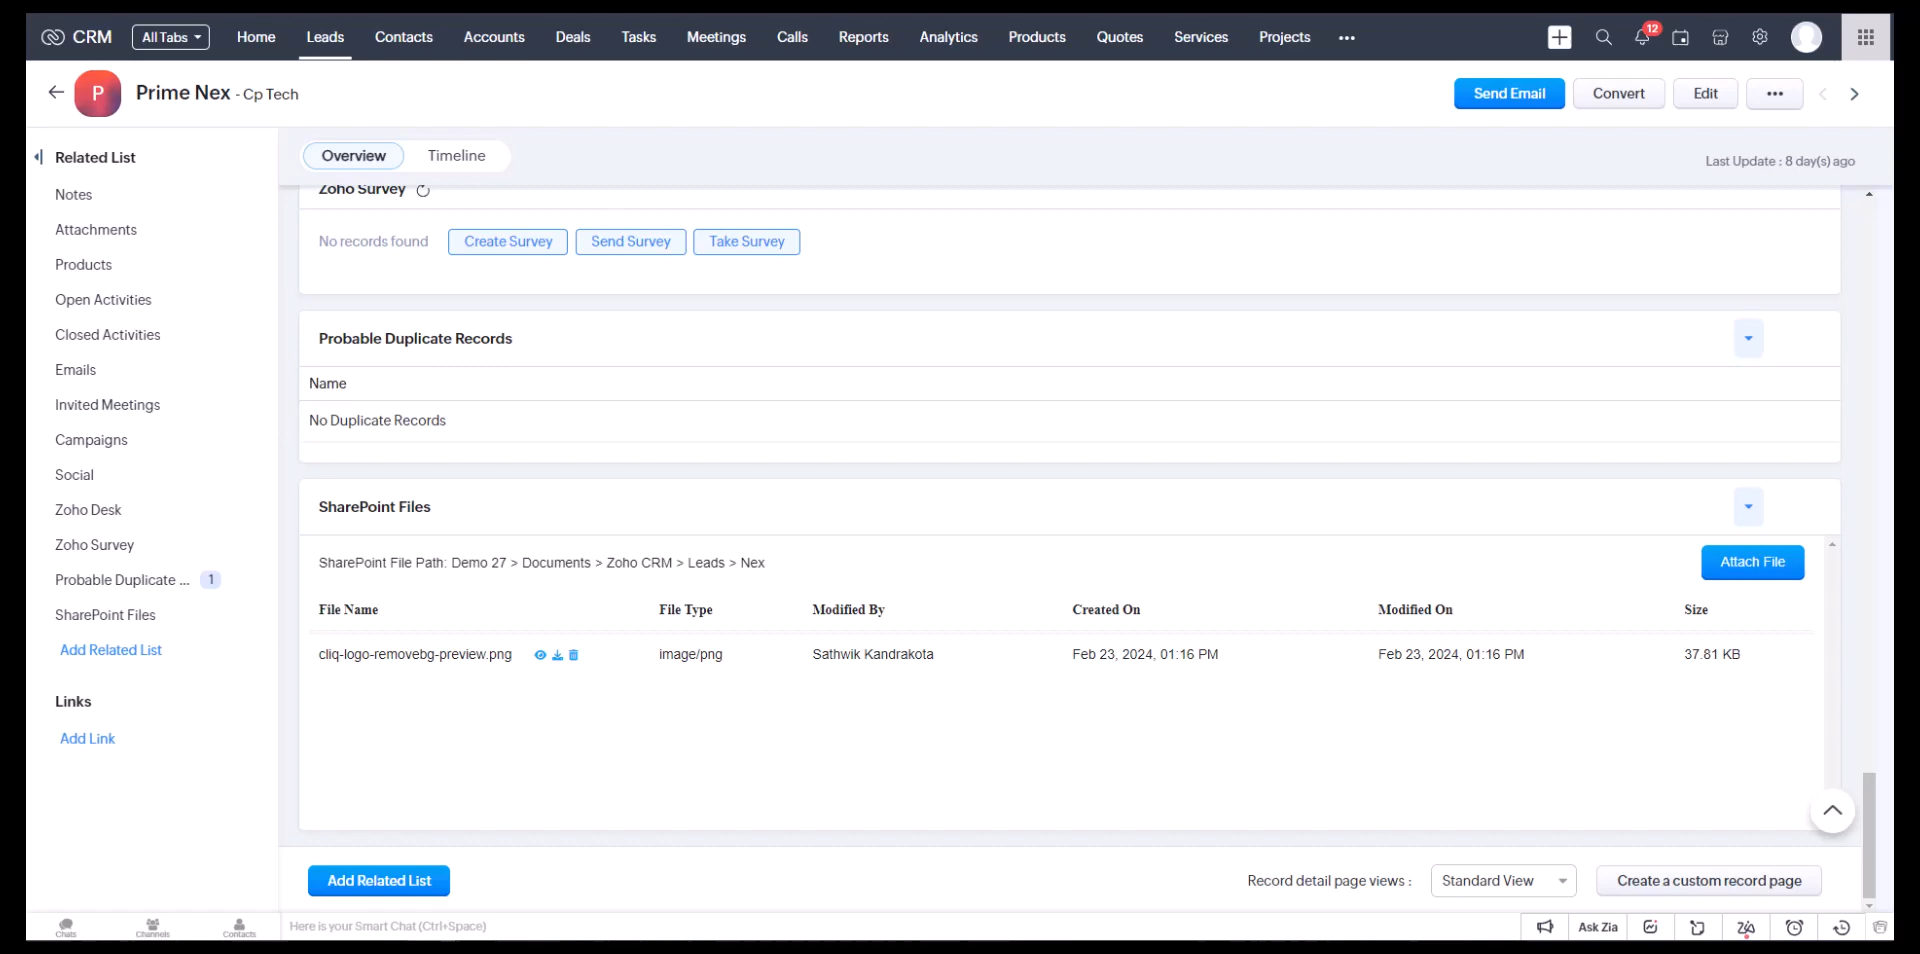 CRM All Tabs Home Leads Contacts Accounts Deals Tasks Meetings Calls Reports Analytics Products Quotes Services Projects ••• 12
P Prime Nex - Cp Tech Send Email Convert Edit •••
Related List
Notes
Attachments
Products
Open Activities
Closed Activities
Emails
Invited Meetings
Campaigns
Social
Zoho Desk
Zoho Survey
Probable Duplicate ... 1
SharePoint Files
Add Related List
Links
Add Link
Overview Timeline
Last Update : 8 day(s) ago
Zoho Survey
No records found Create Survey Send Survey Take Survey
Probable Duplicate Records
Name
No Duplicate Records
SharePoint Files
SharePoint File Path: Demo 27 > Documents > Zoho CRM > Leads > Nex Attach File
File Name File Type Modified By Created On Modified On Size
cliq-logo-removebg-preview.png image/png Sathwik Kandrakota Feb 23, 2024, 01:16 PM Feb 23, 2024, 01:16 PM 37.81 KB
Add Related List Record detail page views : Standard View Create a custom record page
Chats Channels Contacts Here is your Smart Chat (Ctrl+Space) Ask Zia